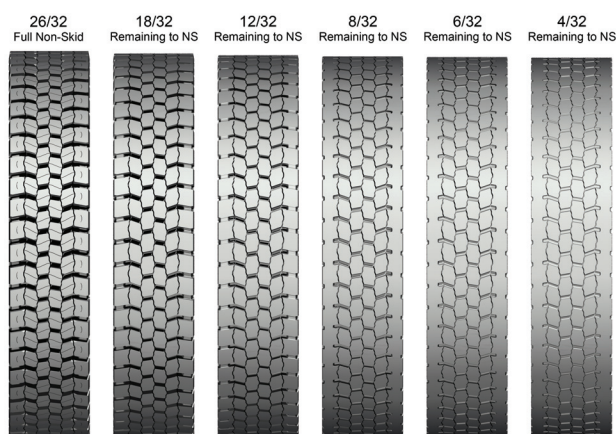 26/32
Full Non-Skid
18/32
Remaining to NS
12/32
Remaining to NS
8/32
Remaining to NS
6/32
Remaining to NS
4/32
Remaining to NS